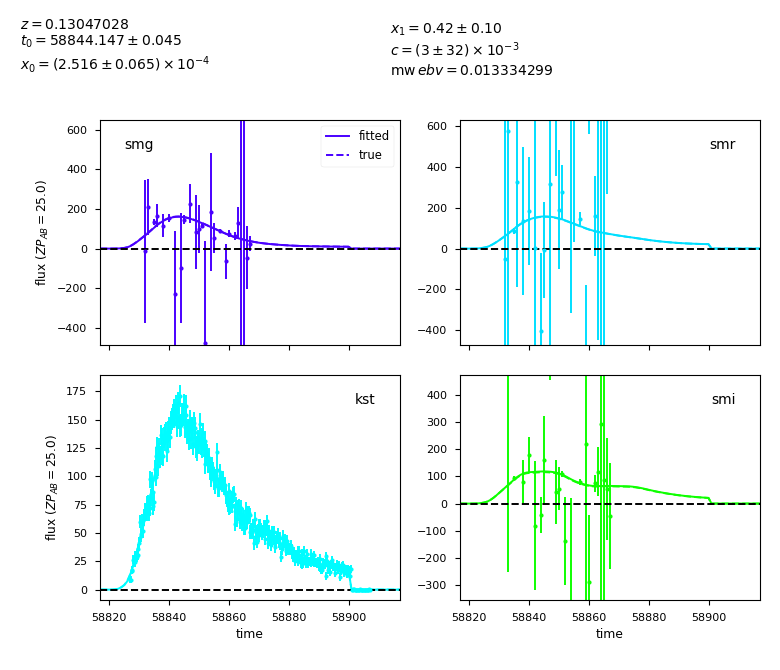 z = 0.13047028
t₀ = 58844.147 ± 0.045
x₀ = (2.516 ± 0.065) × 10⁻⁴
x₁ = 0.42 ± 0.10
c = (3 ± 32) × 10⁻³
mw ebv = 0.013334299
smg
fitted
true
600
400
200
0
−200
−400
flux (ZP_AB = 25.0)
smr
600
400
200
0
−200
−400
kst
175
150
125
100
75
50
25
0
flux (ZP_AB = 25.0)
58820 58840 58860 58880 58900
time
smi
400
300
200
100
0
−100
−200
−300
58820 58840 58860 58880 58900
time